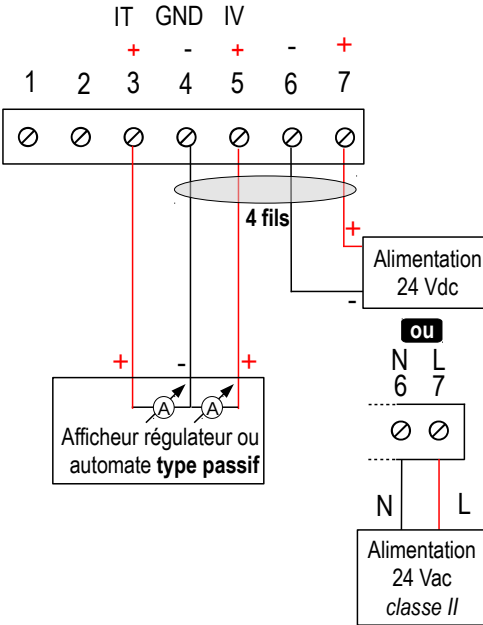 IT GND IV
+ - + - +
1 2 3 4 5 6 7
4 fils
+
Alimentation
24 Vdc
-
ou
N L
6 7
+ - +
A A
Afficheur régulateur ou
automate type passif
N L
Alimentation
24 Vac
classe II